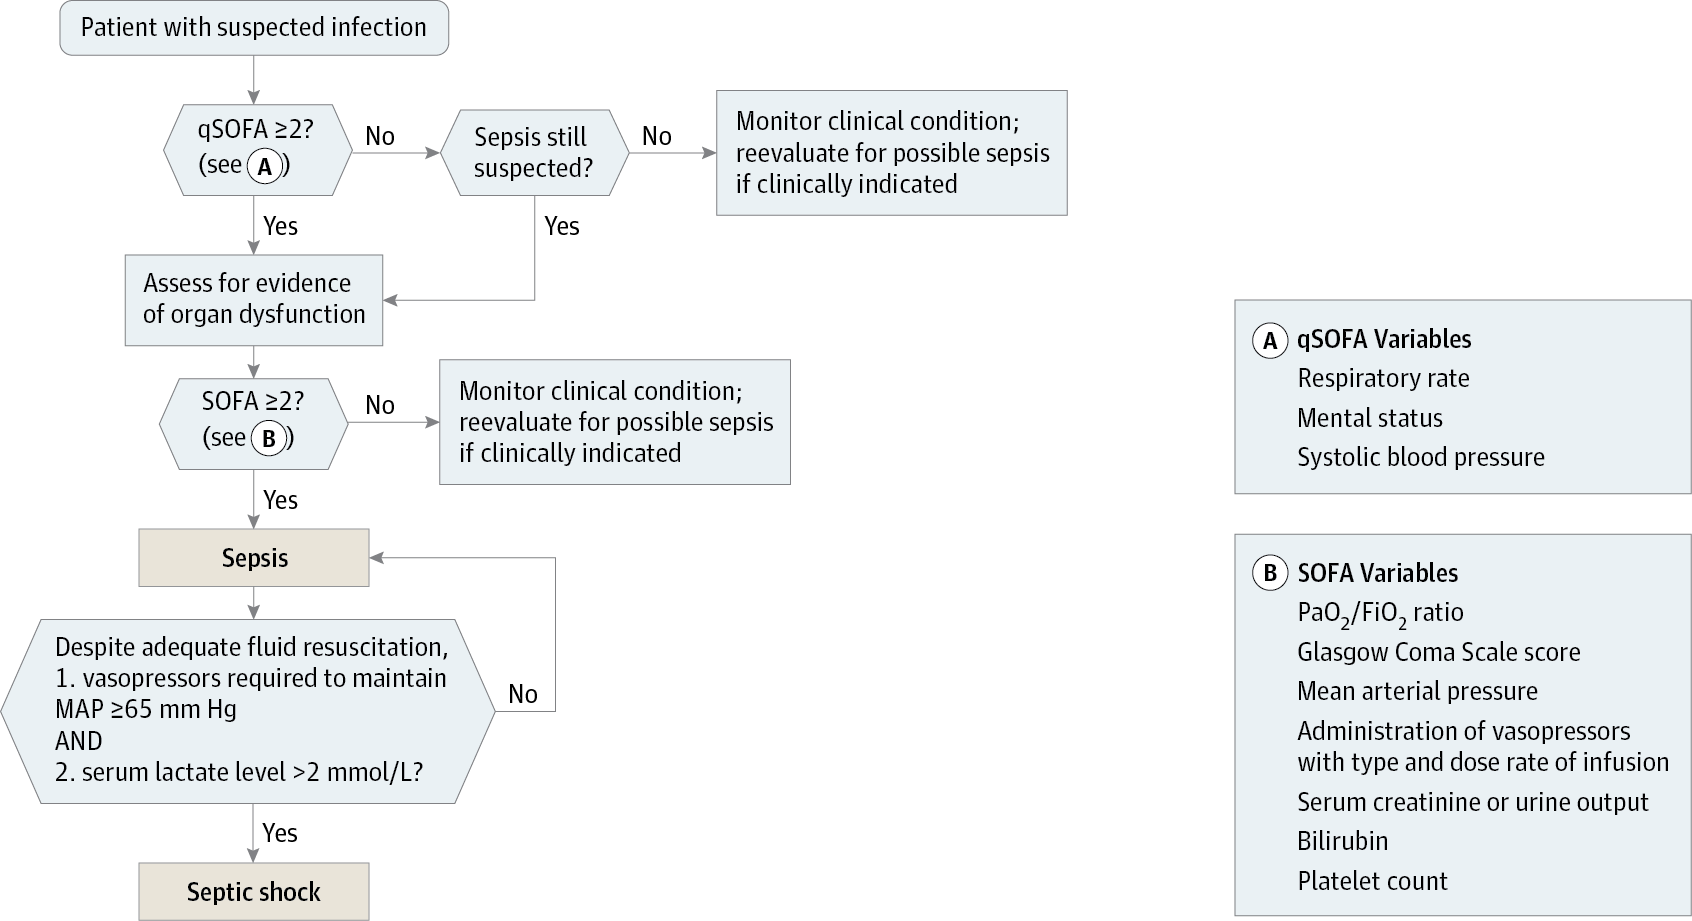 Patient with suspected infection
qSOFA ≥2?
(see A)
No
Sepsis still
suspected?
No
Monitor clinical condition;
reevaluate for possible sepsis
if clinically indicated
Yes
Yes
Assess for evidence
of organ dysfunction
SOFA ≥2?
(see B)
No
Monitor clinical condition;
reevaluate for possible sepsis
if clinically indicated
Yes
Sepsis
Despite adequate fluid resuscitation,
1. vasopressors required to maintain
MAP ≥65 mm Hg
AND
2. serum lactate level >2 mmol/L?
No
Yes
Septic shock
A qSOFA Variables
Respiratory rate
Mental status
Systolic blood pressure
B SOFA Variables
PaO₂/FiO₂ ratio
Glasgow Coma Scale score
Mean arterial pressure
Administration of vasopressors
with type and dose rate of infusion
Serum creatinine or urine output
Bilirubin
Platelet count